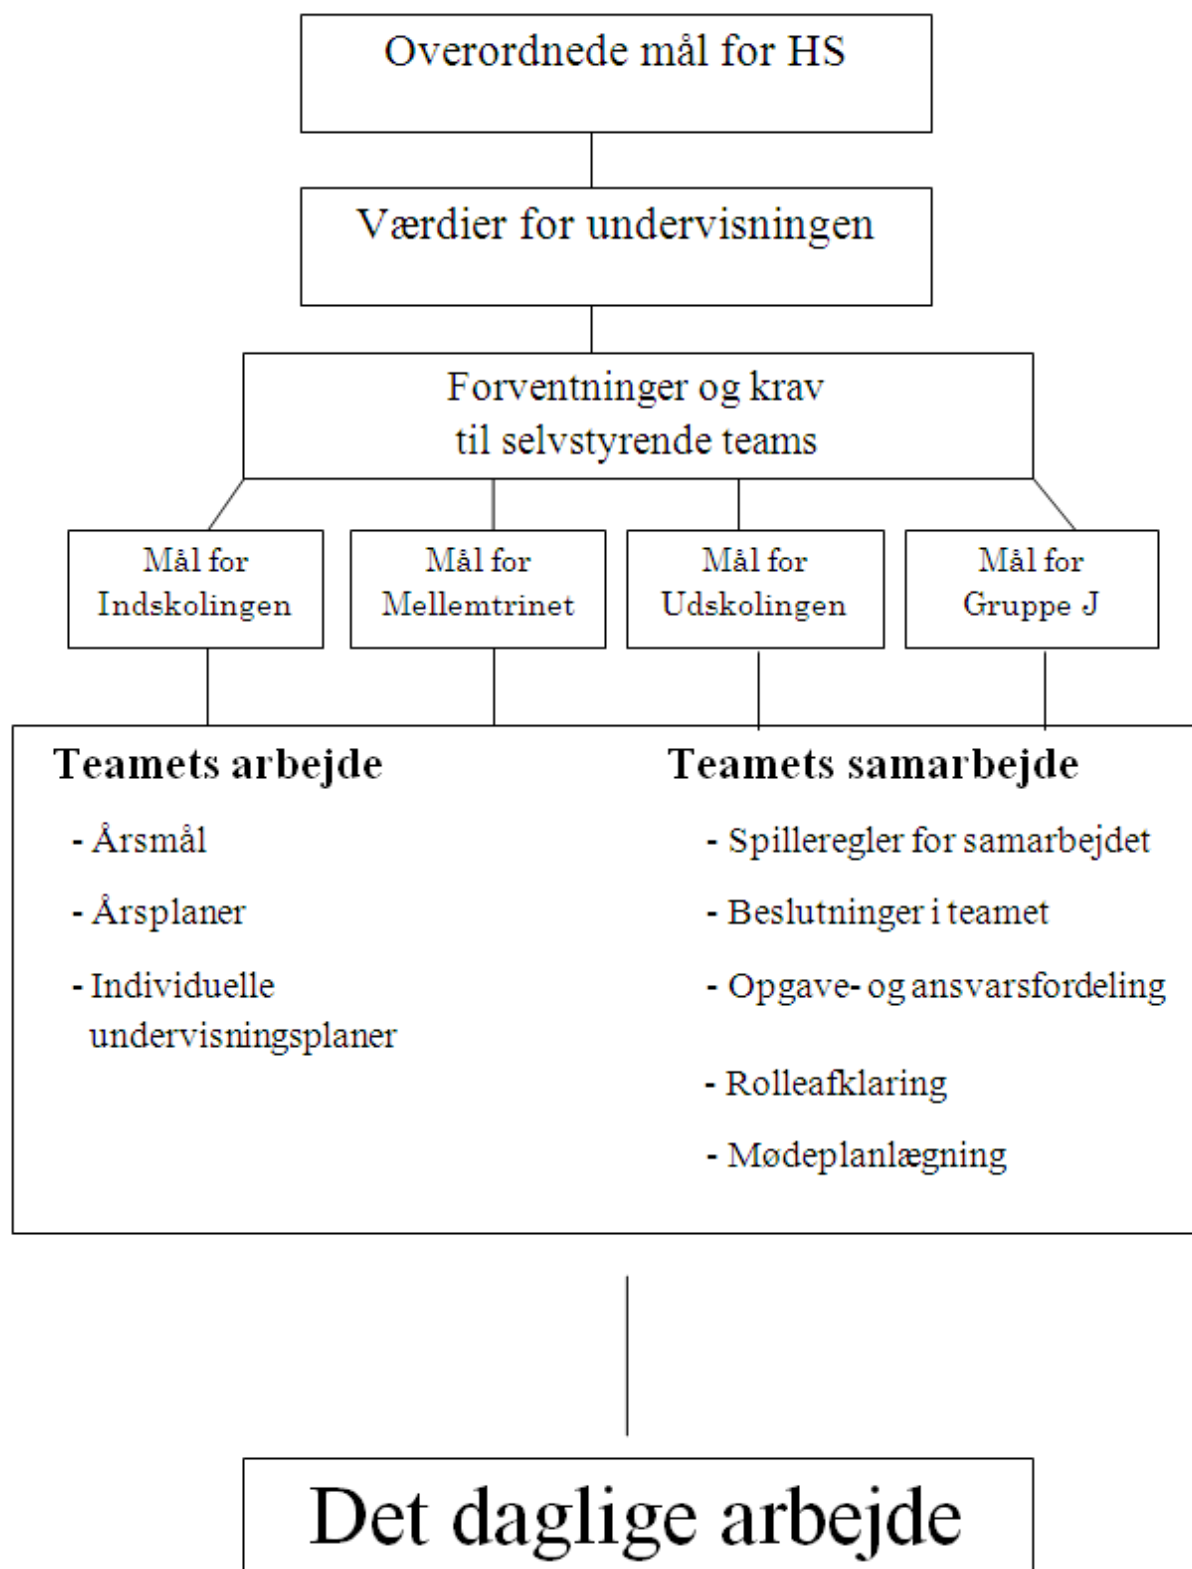 Overordnede mål for HS
Værdier for undervisningen
Forventninger og krav
til selvstyrende teams
Mål for
Indskolingen
Mål for
Mellemtrinet
Mål for
Udskolingen
Mål for
Gruppe J
Teamets arbejde
- Årsmål
- Årsplaner
- Individuelle
undervisningsplaner
Teamets samarbejde
- Spilleregler for samarbejdet
- Beslutninger i teamet
- Opgave- og ansvarsfordeling
- Rolleafklaring
- Mødeplanlægning
Det daglige arbejde